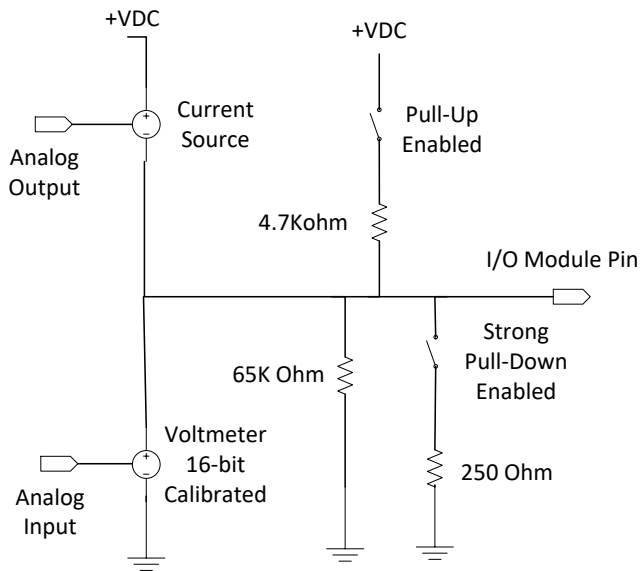 +VDC
+VDC
Current
Source
Pull-Up
Enabled
Analog
Output
4.7Kohm
I/O Module Pin
Strong
Pull-Down
Enabled
65K Ohm
Voltmeter
16-bit
Calibrated
250 Ohm
Analog
Input